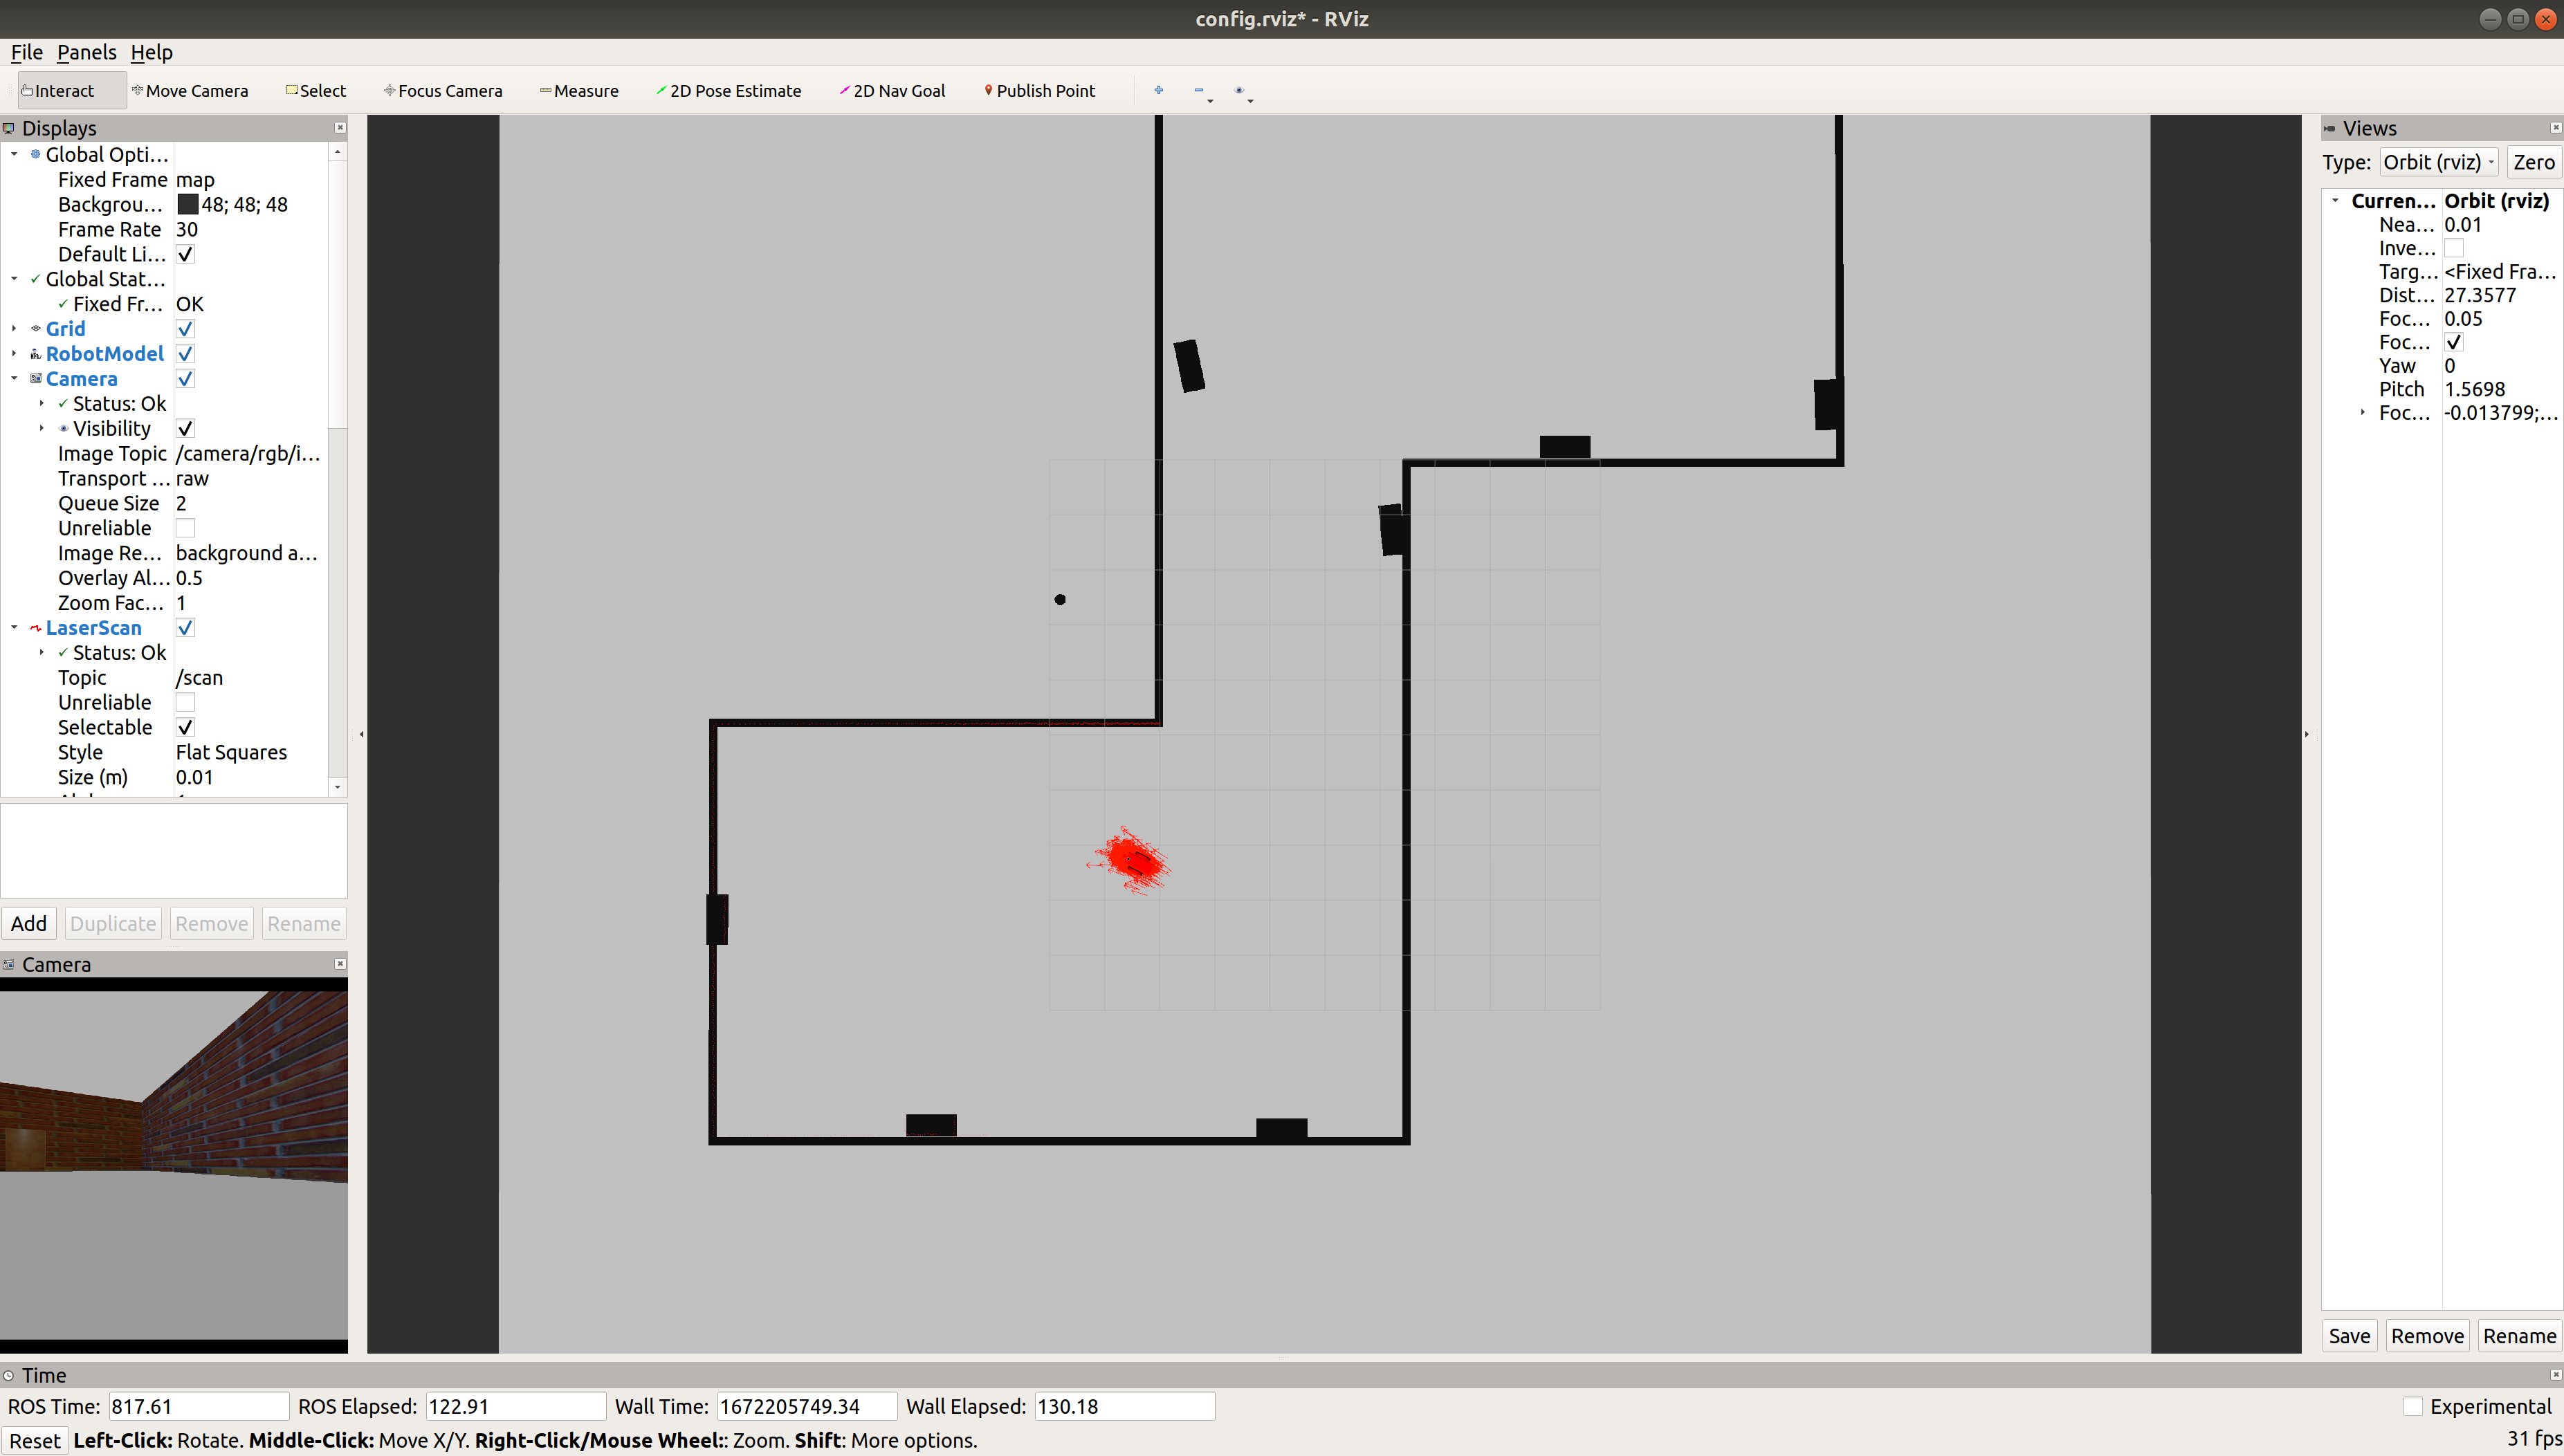 config.rviz* - RViz
File Panels Help
Interact Move Camera Select Focus Camera Measure 2D Pose Estimate 2D Nav Goal Publish Point
Displays
Global Opti...
Fixed Frame map
Backgrou... 48; 48; 48
Frame Rate 30
Default Li...
Global Stat...
Fixed Fr... OK
Grid
RobotModel
Camera
Status: Ok
Visibility
Image Topic /camera/rgb/i...
Transport ... raw
Queue Size 2
Unreliable
Image Re... background a...
Overlay Al... 0.5
Zoom Fac... 1
LaserScan
Status: Ok
Topic /scan
Unreliable
Selectable
Style Flat Squares
Size (m) 0.01
Add Duplicate Remove Rename
Camera
Views
Type: Orbit (rviz) Zero
Curren... Orbit (rviz)
Nea... 0.01
Inve...
Targ... <Fixed Fra...
Dist... 27.3577
Foc... 0.05
Foc...
Yaw 0
Pitch 1.5698
Foc... -0.013799;...
Save Remove Rename
Time
ROS Time: 817.61 ROS Elapsed: 122.91 Wall Time: 1672205749.34 Wall Elapsed: 130.18 Experimental
Reset Left-Click: Rotate. Middle-Click: Move X/Y. Right-Click/Mouse Wheel:: Zoom. Shift: More options. 31 fps